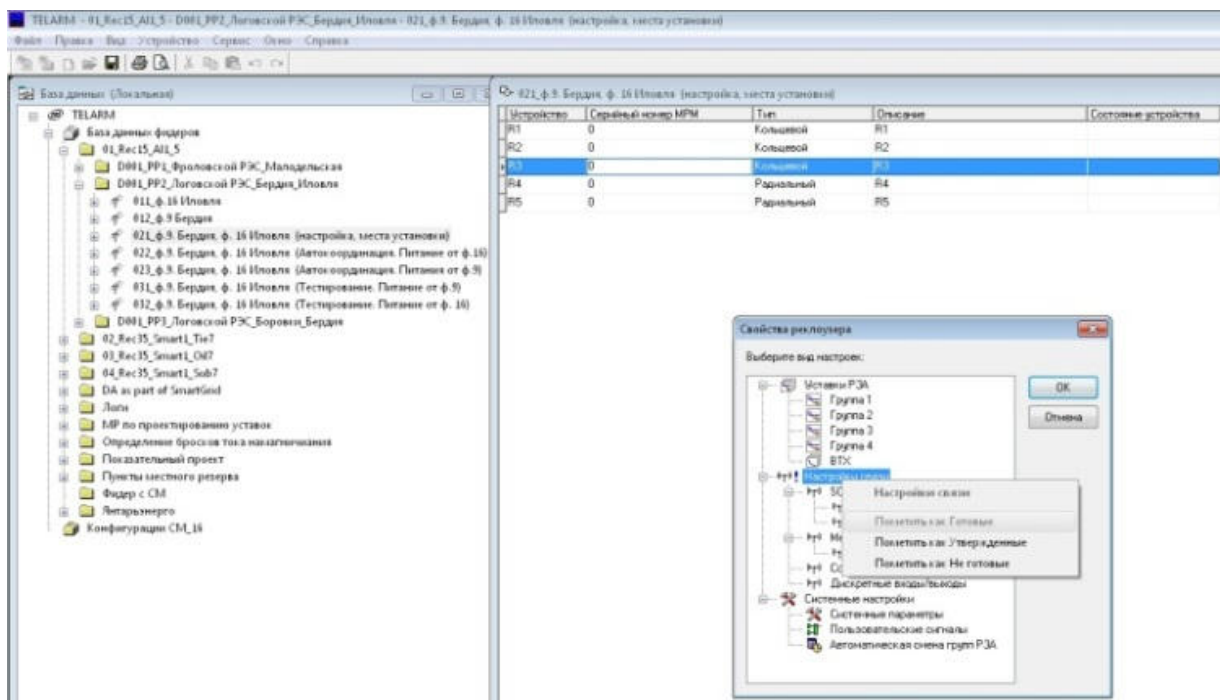 TELARM - 01_Rec15_All_5 - D001_PP2_Логовской РЭС_Бердия_Иловля - 021_ф.9. Бердия, ф. 16 Иловля (настройка, места установки)
Файл Правка Вид Устройство Сервис Окно Справка
База данных (Локальная)
TELARM
База данных фидеров
01_Rec15_All_5
D001_PP1_Фроловской РЭС_Малодельская
D001_PP2_Логовской РЭС_Бердия_Иловля
011_ф.16 Иловля
012_ф.9 Бердия
021_ф.9. Бердия, ф. 16 Иловля (настройка, места установки)
022_ф.9. Бердия, ф. 16 Иловля (Автокоординация. Питание от ф.16)
023_ф.9. Бердия, ф. 16 Иловля (Автокоординация. Питания от ф.9)
031_ф.9. Бердия, ф. 16 Иловля (Тестирование. Питание от ф.9)
032_ф.9. Бердия, ф. 16 Иловля (Тестирование. Питание от ф. 16)
D001_PP3_Логовской РЭС_Боровки_Бердия
02_Rec35_Smart1_Tie7
03_Rec35_Smart1_Oil7
04_Rec35_Smart1_Sub7
DA as part of SmartGrid
Логи
МР по проектированию уставок
Определение бросков тока намагничивания
Показательный проект
Пункты местного резерва
Фидер с СМ
Янтарьэнерго
Конфигурации СМ_16
021_ф.9. Бердия, ф. 16 Иловля (настройка, места установки)
Устройство Серийный номер МРМ Тип Описание Состояние устройства
R1 0 Кольцевой R1
R2 0 Кольцевой R2
R3 0 Кольцевой R3
R4 0 Радиальный R4
R5 0 Радиальный R5
Свойства реклоузера
Выберите вид настроек:
OK
Отмена
Уставки РЗА
Группа 1
Группа 2
Группа 3
Группа 4
ВТХ
Настройки связи
Настройки связи
Пометить как Готовые
Пометить как Утвержденные
Пометить как Не готовые
Дискретные входы/выходы
Системные настройки
Системные параметры
Пользовательские сигналы
Автоматическая смена групп РЗА